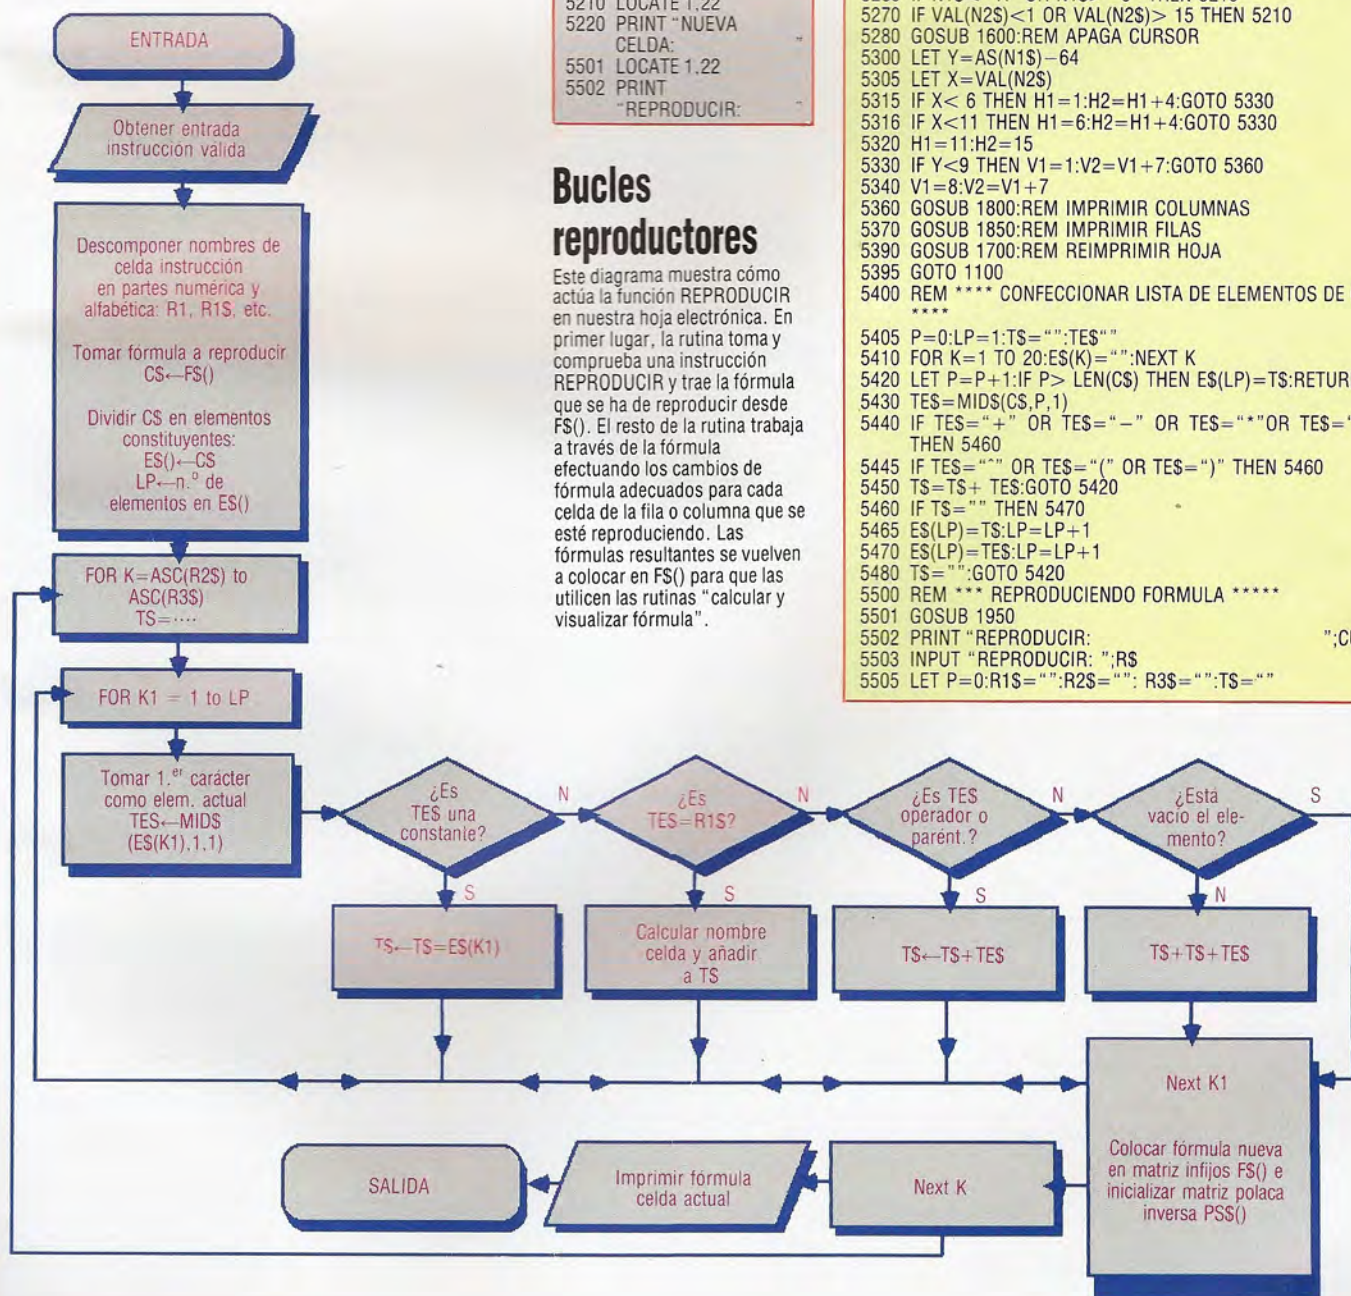 ENTRADA
Obtener entrada
instrucción válida
Descomponer nombres de
celda instrucción
en partes numérica y
alfabética: R1, R1$, etc.
Tomar fórmula a reproducir
C$←F$()
Dividir C$ en elementos
constituyentes:
E$()←C$
LP←n.º de
elementos en E$()
FOR K=ASC(R2$) to
ASC(R3$)
TS=····
FOR K1 = 1 to LP
Tomar 1.er carácter
como elem. actual
TES←MID$
(E$(K1).1.1)
5210 LOCATE 1,22
5220 PRINT "NUEVA
CELDA: "
5501 LOCATE 1,22
5502 PRINT
"REPRODUCIR: "
Bucles
reproductores
Este diagrama muestra cómo
actúa la función REPRODUCIR
en nuestra hoja electrónica. En
primer lugar, la rutina toma y
comprueba una instrucción
REPRODUCIR y trae la fórmula
que se ha de reproducir desde
F$(). El resto de la rutina trabaja
a través de la fórmula
efectuando los cambios de
fórmula adecuados para cada
celda de la fila o columna que se
esté reproduciendo. Las
fórmulas resultantes se vuelven
a colocar en F$() para que las
utilicen las rutinas "calcular y
visualizar fórmula".
5270 IF VAL(N2$)<1 OR VAL(N2$)> 15 THEN 5210
5280 GOSUB 1600:REM APAGA CURSOR
5300 LET Y=AS(N1$)−64
5305 LET X=VAL(N2$)
5315 IF X< 6 THEN H1=1:H2=H1+4:GOTO 5330
5316 IF X<11 THEN H1=6:H2=H1+4:GOTO 5330
5320 H1=11:H2=15
5330 IF Y<9 THEN V1=1:V2=V1+7:GOTO 5360
5340 V1=8:V2=V1+7
5360 GOSUB 1800:REM IMPRIMIR COLUMNAS
5370 GOSUB 1850:REM IMPRIMIR FILAS
5390 GOSUB 1700:REM REIMPRIMIR HOJA
5395 GOTO 1100
5400 REM **** CONFECCIONAR LISTA DE ELEMENTOS DE
****
5405 P=0:LP=1:T$="":TE$""
5410 FOR K=1 TO 20:E$(K)="":NEXT K
5420 LET P=P+1:IF P> LEN(C$) THEN E$(LP)=T$:RETUR
5430 TE$=MID$(C$,P,1)
5440 IF TE$="+" OR TE$="−" OR TE$="*"OR TE$="
THEN 5460
5445 IF TE$="^" OR TE$="(" OR TE$=")" THEN 5460
5450 T$=T$+ TE$:GOTO 5420
5460 IF T$="" THEN 5470
5465 E$(LP)=T$:LP=LP+1
5470 E$(LP)=TE$:LP=LP+1
5480 T$="":GOTO 5420
5500 REM *** REPRODUCIENDO FORMULA *****
5501 GOSUB 1950
5502 PRINT "REPRODUCIR: ";C
5503 INPUT "REPRODUCIR: ";R$
5505 LET P=0:R1$="":R2$="": R3$="":T$=""
¿Es
TE$ una
constante?
N
S
¿Es
TE$=R1$?
N
S
¿Es TE$
operador o
parént.?
N
S
¿Está
vacío el ele-
mento?
S
N
T$←T$=E$(K1)
Calcular nombre
celda y añadir
a T$
T$←T$+TE$
T$+T$+TE$
Next K1
Colocar fórmula nueva
en matriz infijos F$() e
inicializar matriz polaca
inversa PS$()
Next K
Imprimir fórmula
celda actual
SALIDA